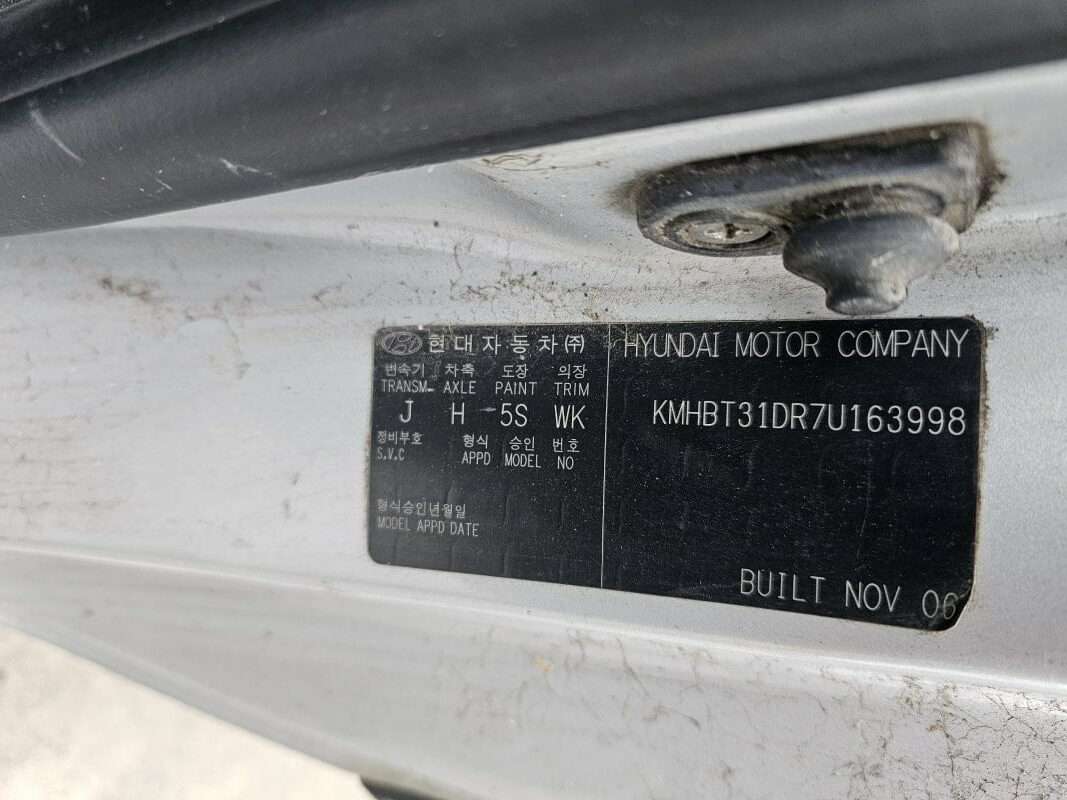 현대자동차㈜
변속기 차축 도장 의장
TRANSM AXLE PAINT TRIM
J H 5S WK
정비부호 형식 승인 번호
S.V.C APPD MODEL NO
형식승인년월일
MODEL APPD DATE
HYUNDAI MOTOR COMPANY
KMHBT31DR7U163998
BUILT NOV 06